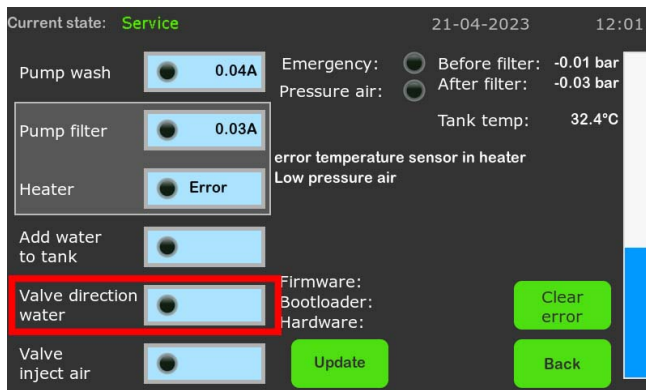 Current state: Service 21-04-2023 12:01
Pump wash 0.04A
Emergency:
Before filter: -0.01 bar
Pressure air:
After filter: -0.03 bar
Pump filter 0.03A
Tank temp: 32.4°C
error temperature sensor in heater
Low pressure air
Heater Error
Add water
to tank
Valve direction
water
Firmware:
Bootloader:
Hardware:
Clear
error
Valve
inject air
Update
Back